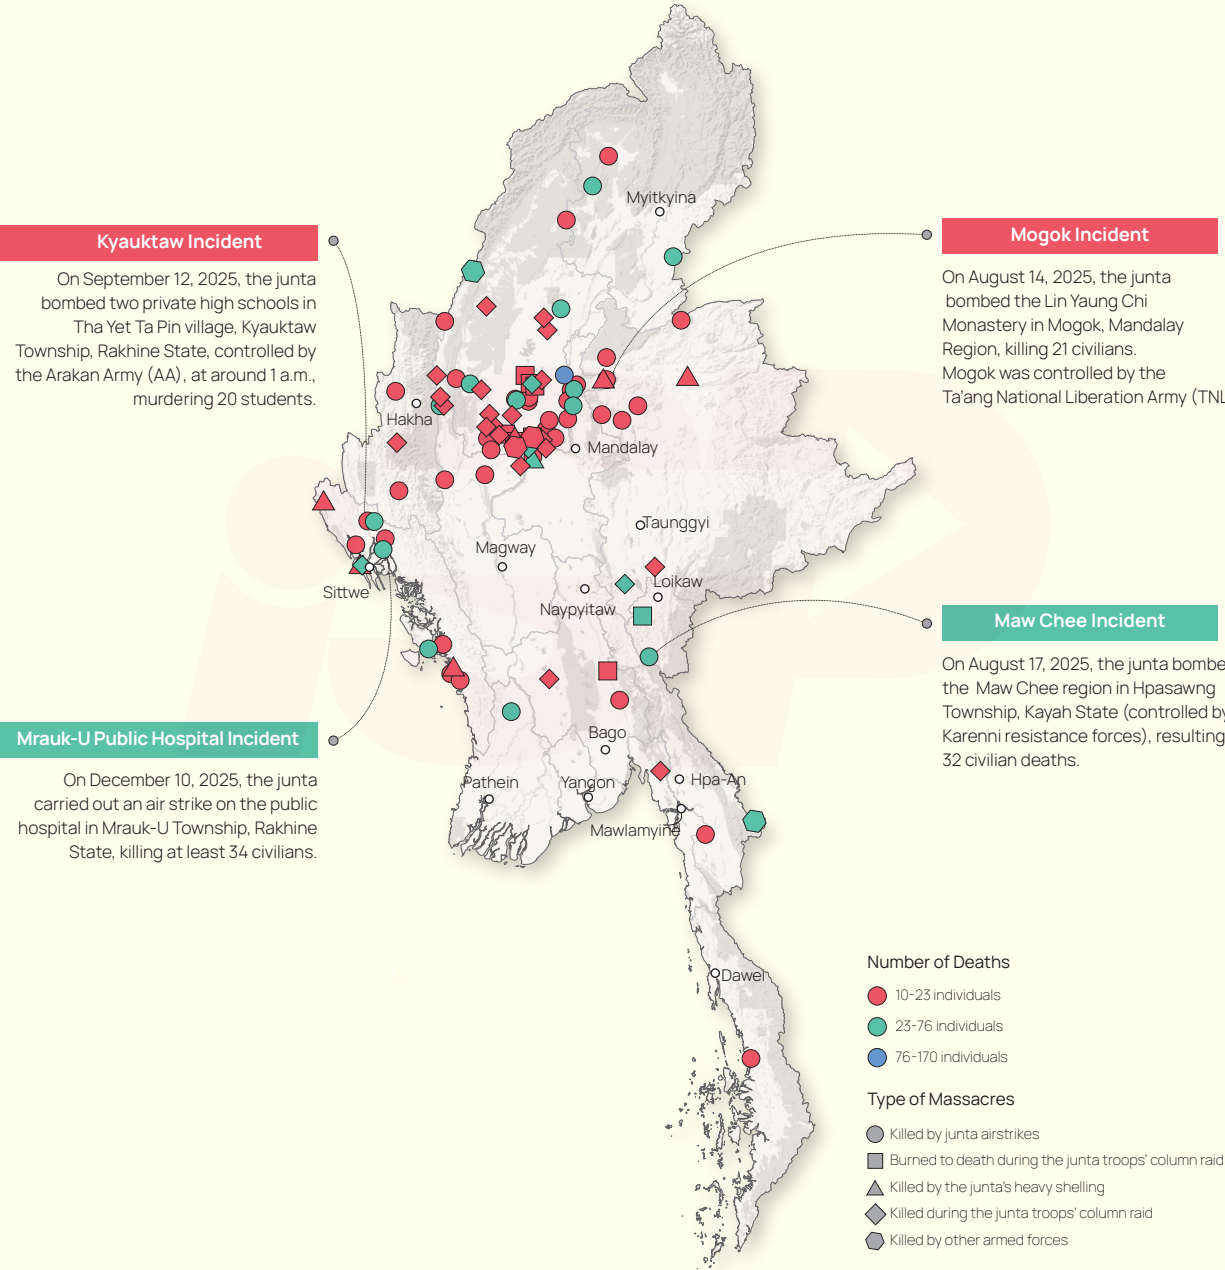 Kyauktaw Incident
On September 12, 2025, the junta
bombed two private high schools in
Tha Yet Ta Pin village, Kyauktaw
Township, Rakhine State, controlled by
the Arakan Army (AA), at around 1 a.m.,
murdering 20 students.
Mrauk-U Public Hospital Incident
On December 10, 2025, the junta
carried out an air strike on the public
hospital in Mrauk-U Township, Rakhine
State, killing at least 34 civilians.
Myitkyina
Hakha
Mandalay
Taunggyi
Magway
Loikaw
Sittwe
Naypyitaw
Bago
Pathein
Yangon
Hpa-An
Mawlamyine
Dawei
Mogok Incident
On August 14, 2025, the junta
bombed the Lin Yaung Chi
Monastery in Mogok, Mandalay
Region, killing 21 civilians.
Mogok was controlled by the
Ta'ang National Liberation Army (TNL
Maw Chee Incident
On August 17, 2025, the junta bombe
the Maw Chee region in Hpasawng
Township, Kayah State (controlled by
Karenni resistance forces), resulting
32 civilian deaths.
Number of Deaths
10-23 individuals
23-76 individuals
76-170 individuals
Type of Massacres
Killed by junta airstrikes
Burned to death during the junta troops' column raid
Killed by the junta's heavy shelling
Killed during the junta troops' column raid
Killed by other armed forces